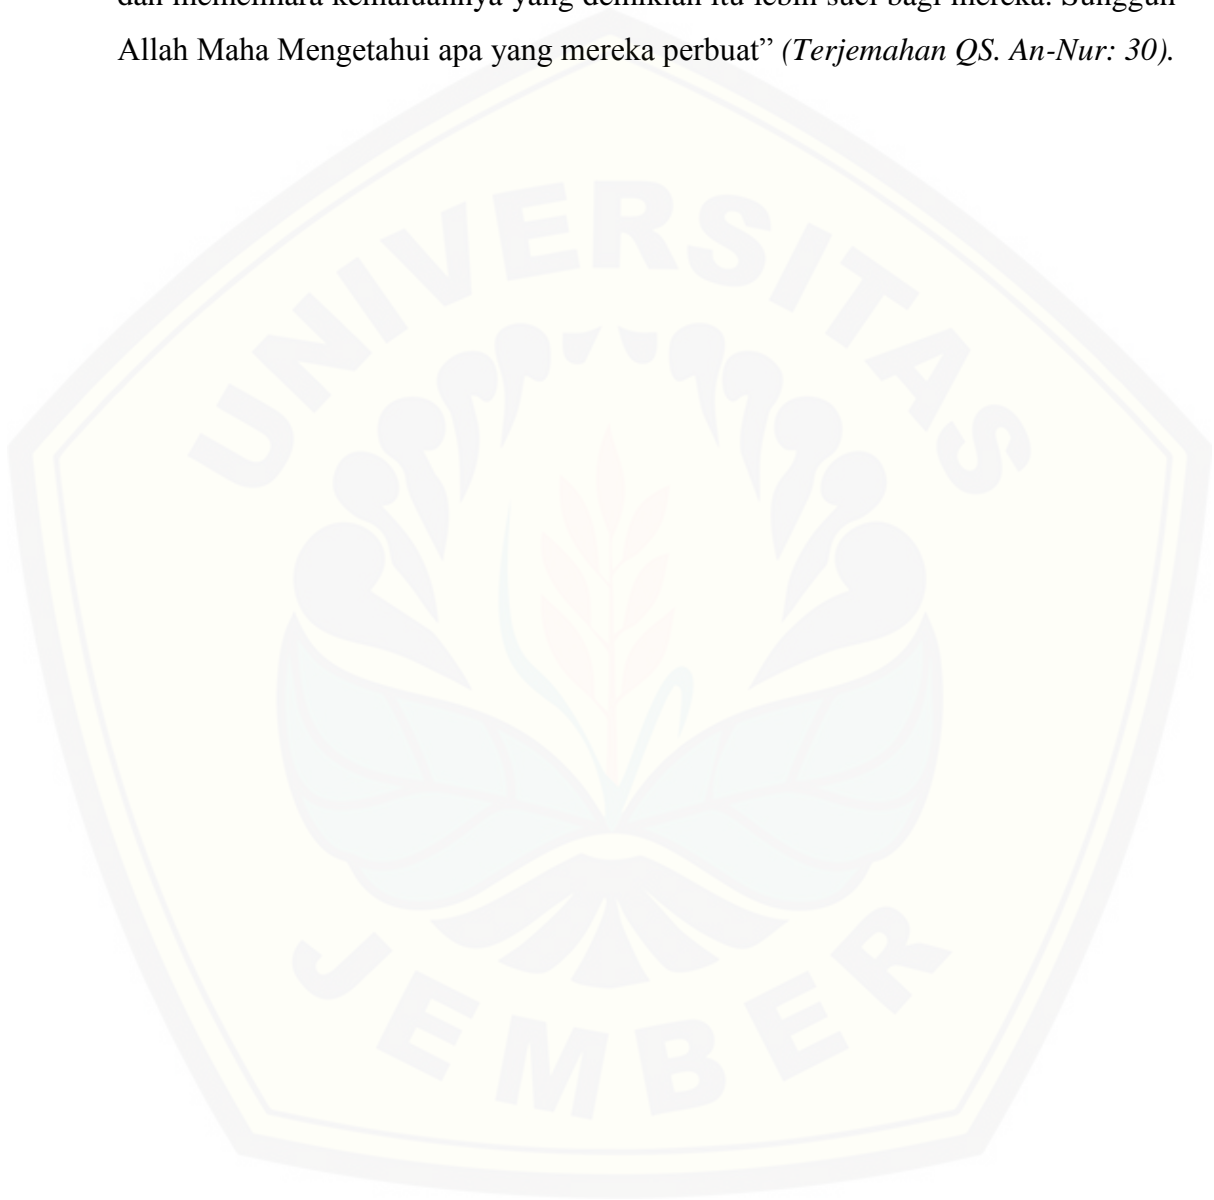 dan memelihara kemaluannya yang demikian itu lebih suci bagi mereka. Sungguh
Allah Maha Mengetahui apa yang mereka perbuat” (Terjemahan QS. An-Nur: 30).
UNIVERSITAS
JEMBER